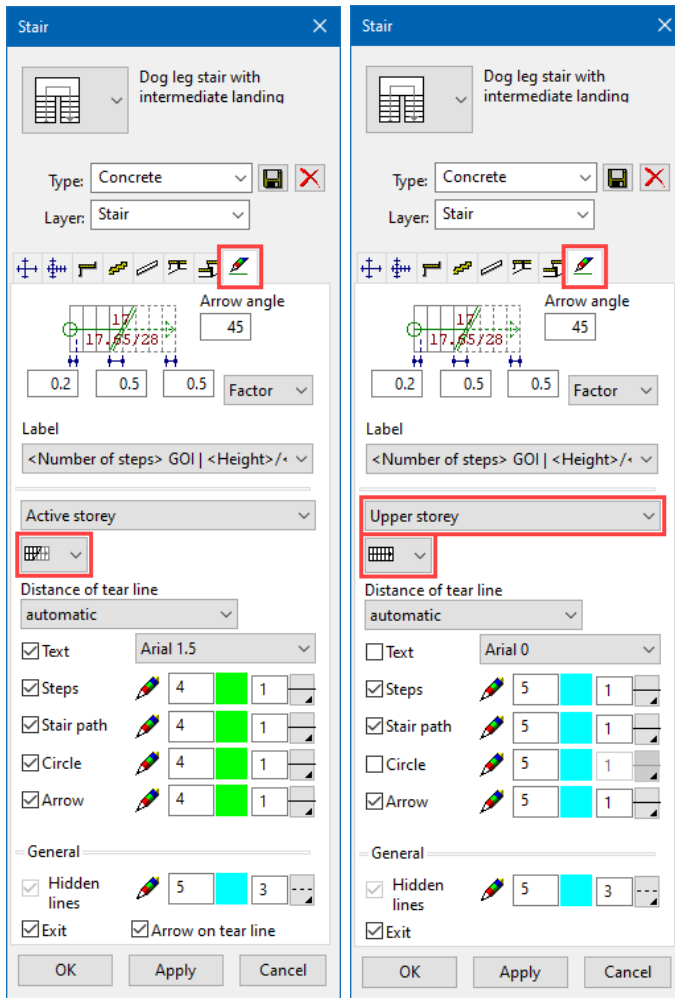 Stair
Dog leg stair with
intermediate landing
Type: Concrete
Layer: Stair
Arrow angle
45
17
17.65/28
0.2 0.5 0.5 Factor
Label
<Number of steps> GOI | <Height>/<
Active storey
Distance of tear line
automatic
Text Arial 1.5
Steps 4 1
Stair path 4 1
Circle 4 1
Arrow 4 1
General
Hidden
lines 5 3
Exit Arrow on tear line
OK Apply Cancel
Stair
Dog leg stair with
intermediate landing
Type: Concrete
Layer: Stair
Arrow angle
45
17
17.65/28
0.2 0.5 0.5 Factor
Label
<Number of steps> GOI | <Height>/<
Upper storey
Distance of tear line
automatic
Text Arial 0
Steps 5 1
Stair path 5 1
Circle 5 1
Arrow 5 1
General
Hidden
lines 5 3
Exit
OK Apply Cancel